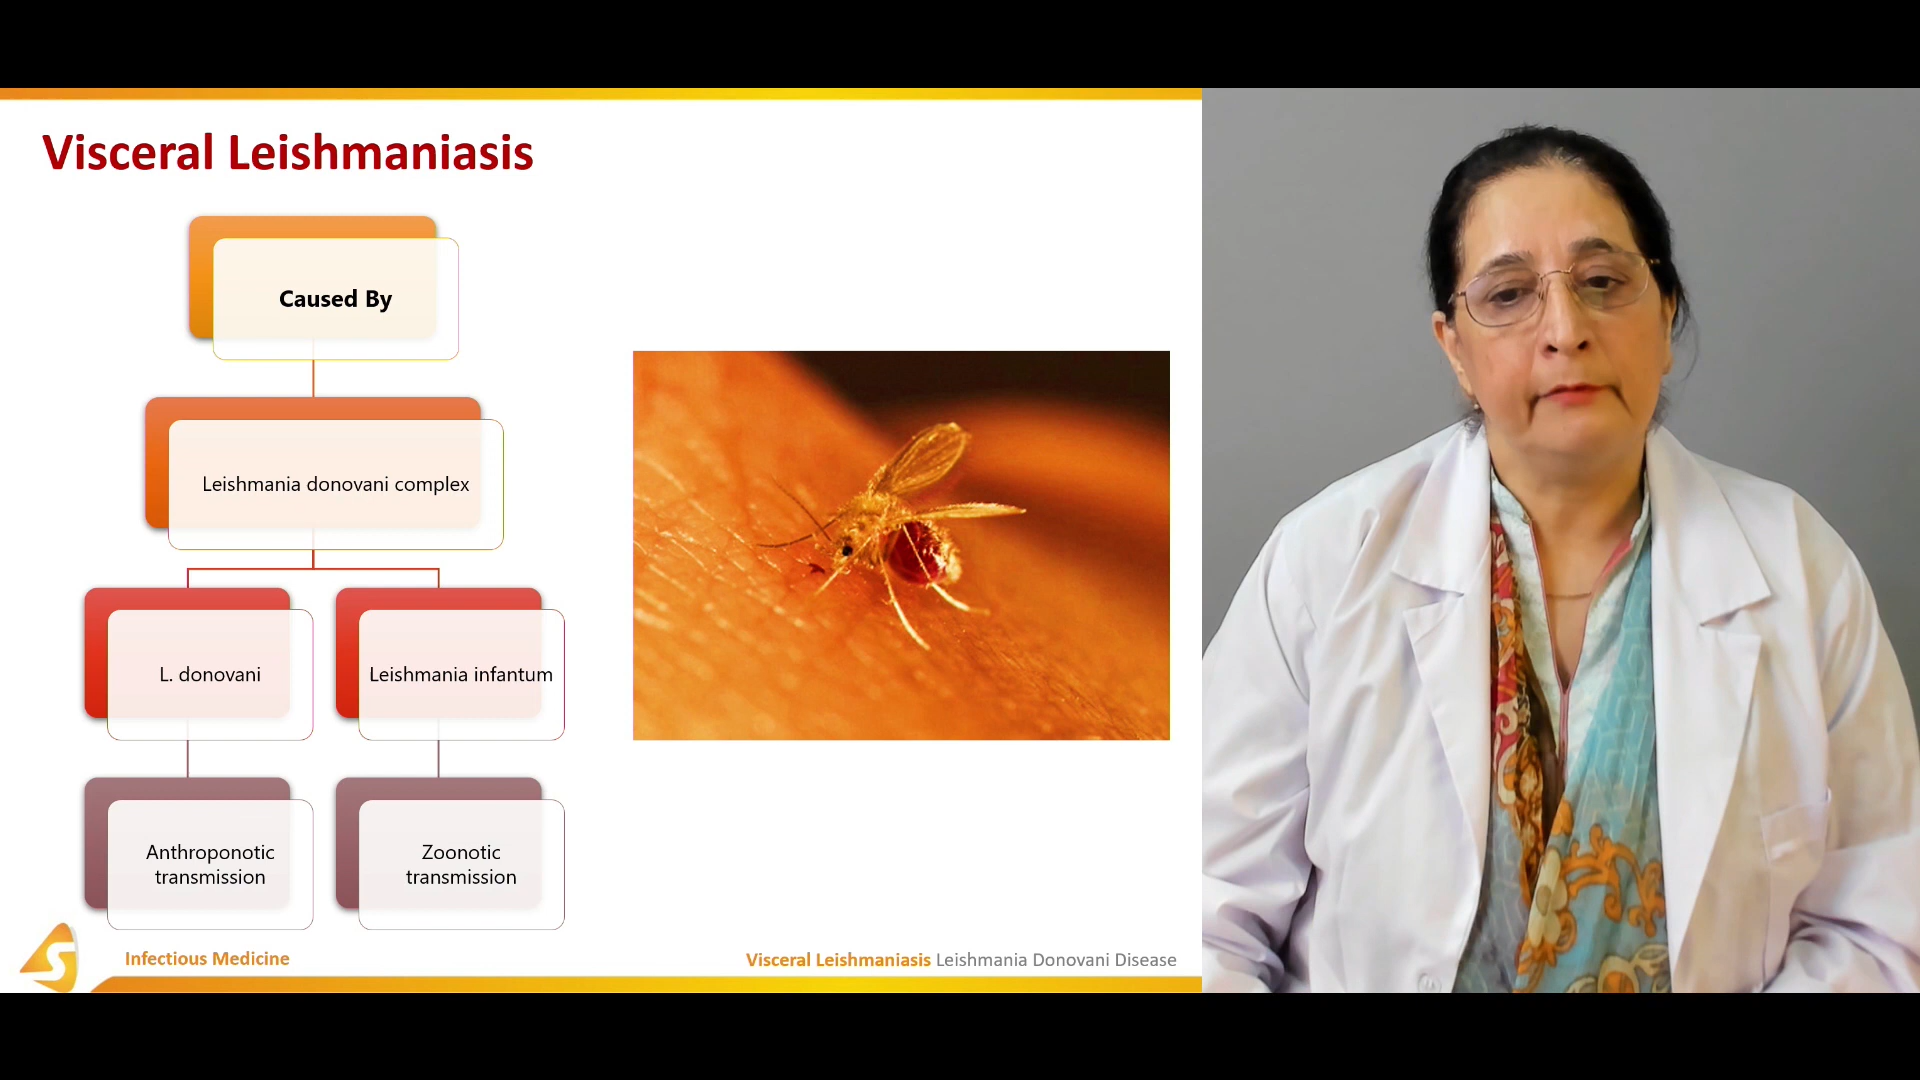 Visceral Leishmaniasis
Caused By
Leishmania donovani complex
L. donovani
Leishmania infantum
Anthroponotic
transmission
Zoonotic
transmission
Infectious Medicine
Visceral Leishmaniasis Leishmania Donovani Disease